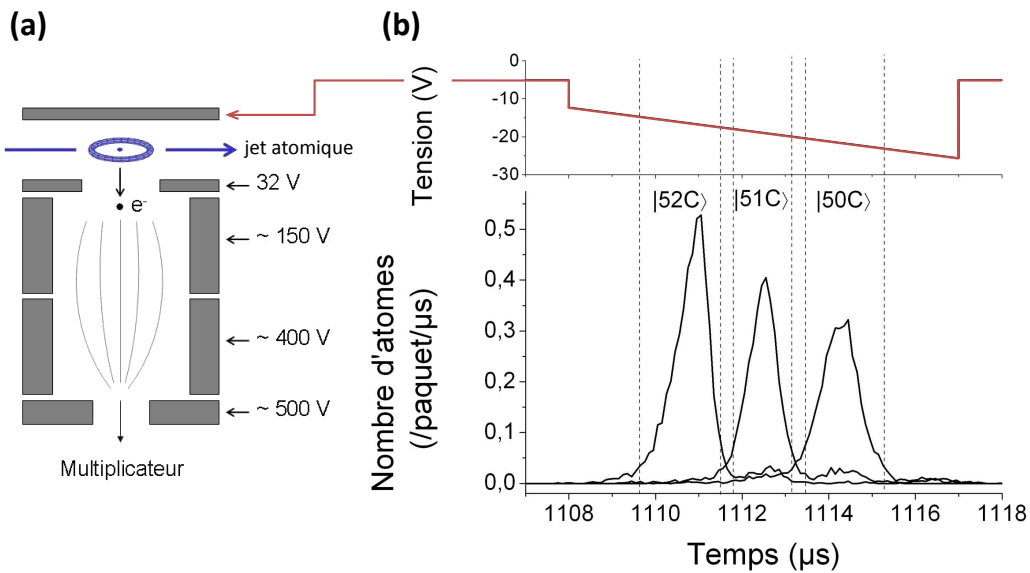 (a)
jet atomique
32 V
e-
~ 150 V
~ 400 V
~ 500 V
Multiplicateur
(b)
Tension (V)
0
-10
-20
-30
|52C⟩ |51C⟩ |50C⟩
Nombre d'atomes
(/paquet/µs)
0,5
0,4
0,3
0,2
0,1
0,0
1108 1110 1112 1114 1116 1118
Temps (µs)